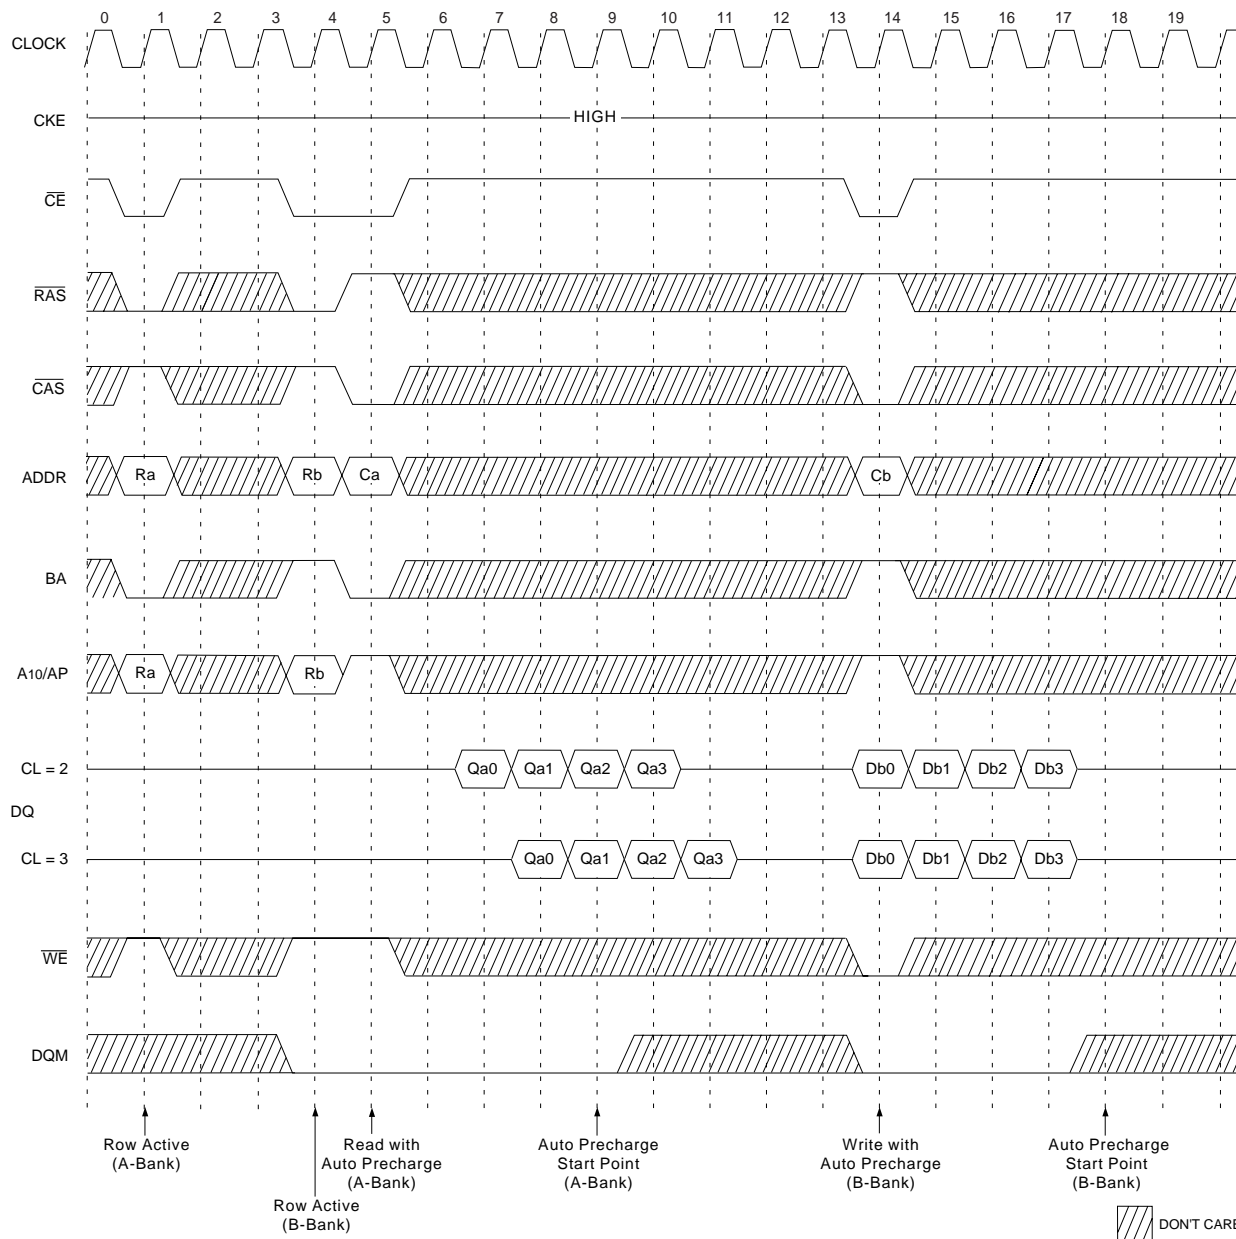 0 1 2 3 4 5 6 7 8 9 10 11 12 13 14 15 16 17 18 19
CLOCK
CKE HIGH
CE
RAS
CAS
ADDR Ra Rb Ca Cb
BA
A10/AP Ra Rb
CL = 2 Qa0 Qa1 Qa2 Qa3 Db0 Db1 Db2 Db3
DQ
CL = 3 Qa0 Qa1 Qa2 Qa3 Db0 Db1 Db2 Db3
WE
DQM
Row Active
(A-Bank)
Row Active
(B-Bank)
Read with
Auto Precharge
(A-Bank)
Auto Precharge
Start Point
(A-Bank)
Write with
Auto Precharge
(B-Bank)
Auto Precharge
Start Point
(B-Bank)
DON'T CARE